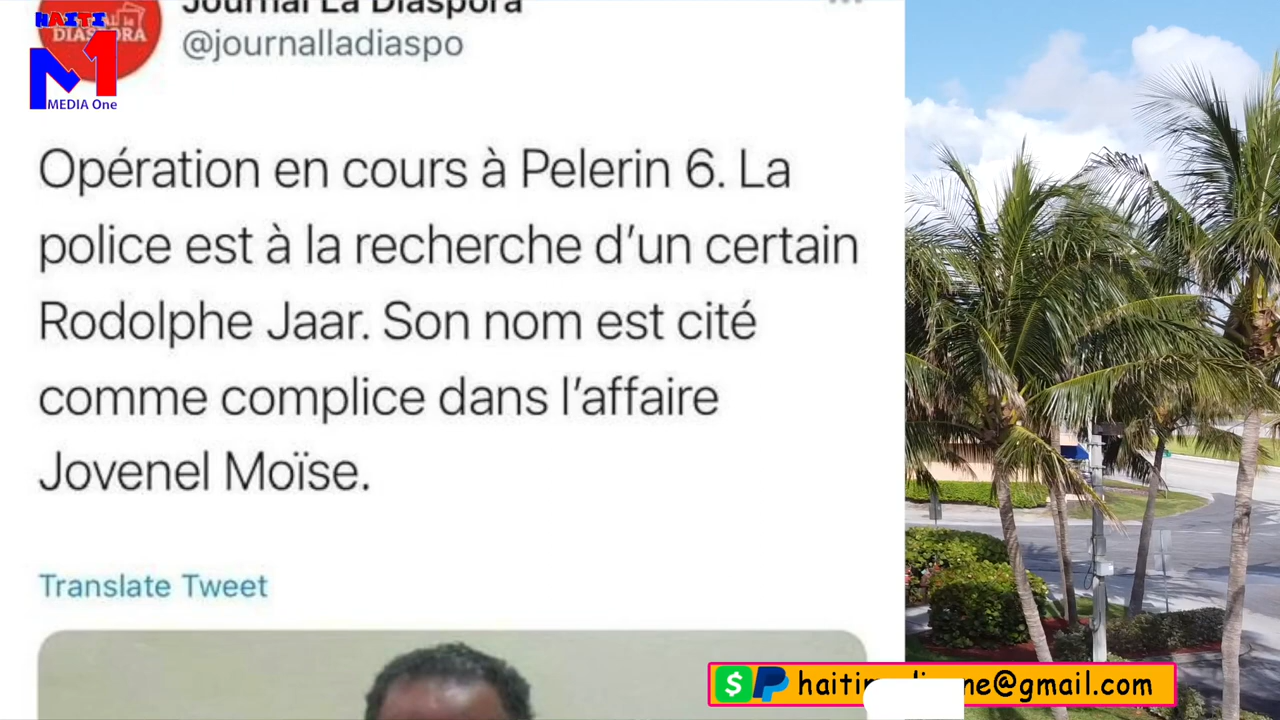 Journal La Diaspora
@journalladiaspo
HAITI
MEDIA One
Opération en cours à Pelerin 6. La
police est à la recherche d’un certain
Rodolphe Jaar. Son nom est cité
comme complice dans l’affaire
Jovenel Moïse.
Translate Tweet